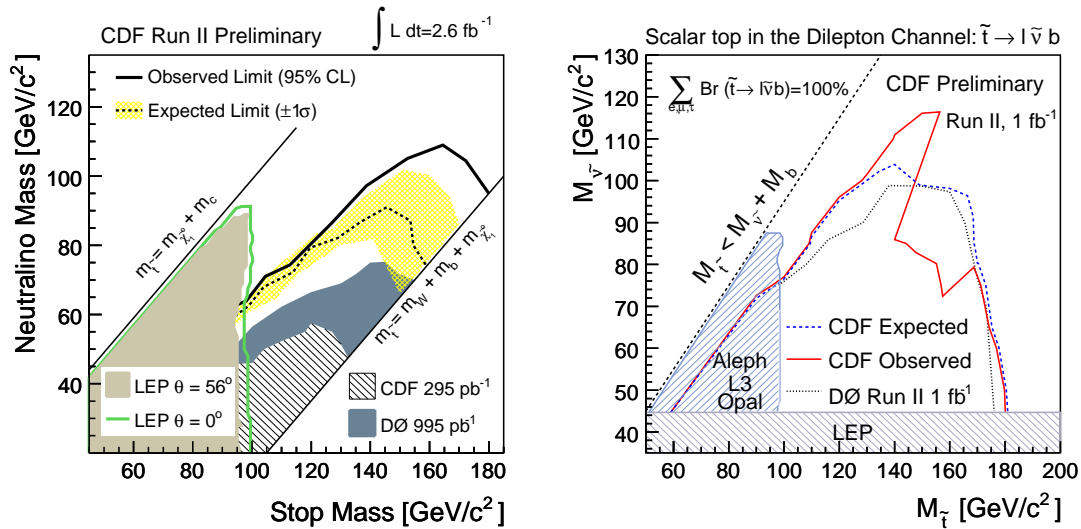 CDF Run II Preliminary
∫ L dt=2.6 fb⁻¹
Neutralino Mass [GeV/c²]
120
100
80
60
40
Observed Limit (95% CL)
Expected Limit (±1σ)
m_t̃ = m_χ̃₁⁰ + m_c
m_t̃ = m_W + m_b + m_χ̃₁⁰
LEP θ = 56°
LEP θ = 0°
CDF 295 pb⁻¹
DØ 995 pb⁻¹
60 80 100 120 140 160 180
Stop Mass [GeV/c²]
Scalar top in the Dilepton Channel: t̃ → l ν̃ b
M_ν̃ [GeV/c²]
130
120
110
100
90
80
70
60
50
40
∑ e,μ,τ Br (t̃ → lν̃b)=100%
CDF Preliminary
Run II, 1 fb⁻¹
M_t̃ < M_ν̃ + M_b
Aleph
L3
Opal
CDF Expected
CDF Observed
DØ Run II 1 fb⁻¹
LEP
60 80 100 120 140 160 180 200
M_t̃ [GeV/c²]